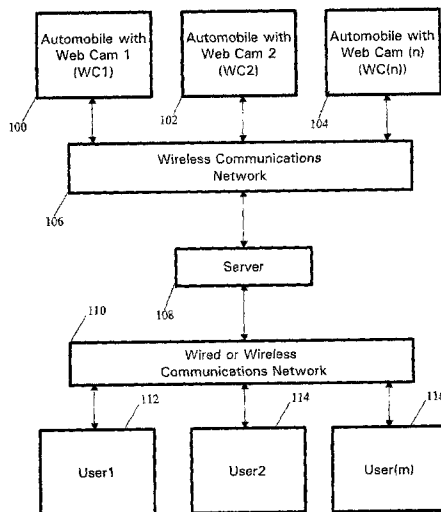 Automobile with
Web Cam 1
(WC1)
Automobile with
Web Cam 2
(WC2)
Automobile with
Web Cam (n)
(WC(n))
100
102
104
Wireless Communications
Network
106
Server
108
110
Wired or Wireless
Communications Network
112
114
118
User1
User2
User(m)